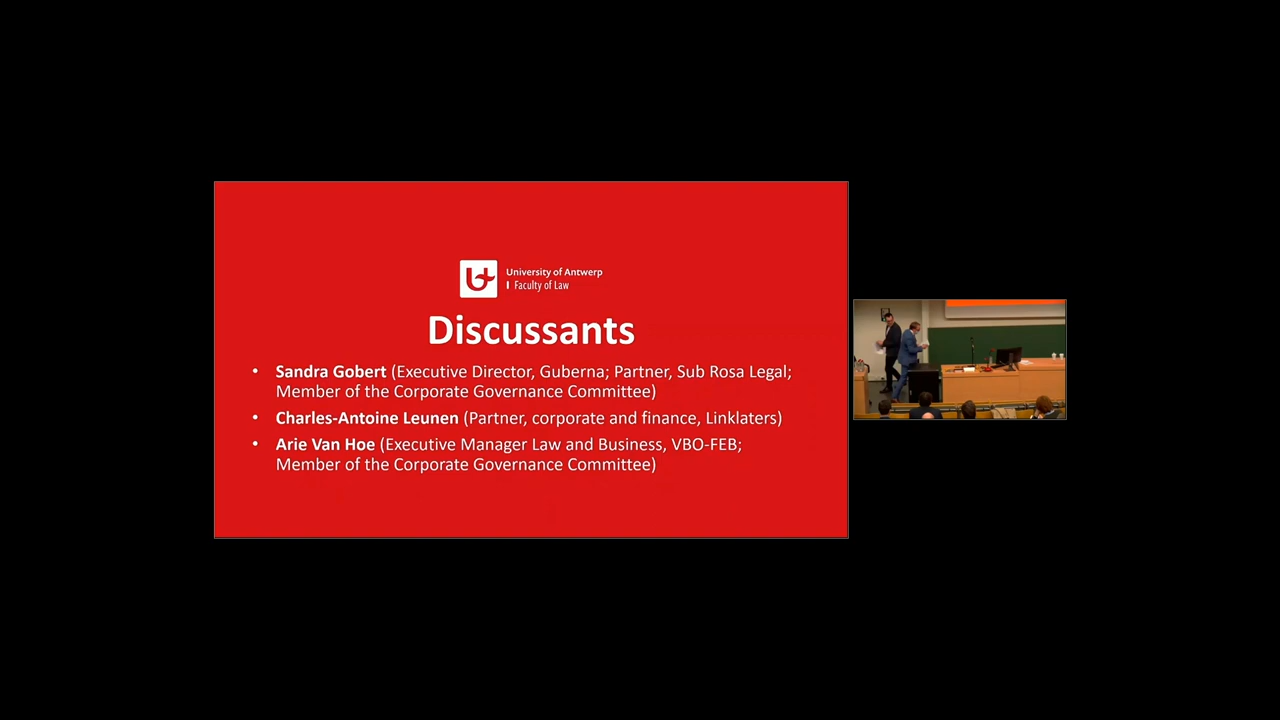 University of Antwerp
Faculty of Law
Discussants
• Sandra Gobert (Executive Director, Guberna; Partner, Sub Rosa Legal;
Member of the Corporate Governance Committee)
• Charles-Antoine Leunen (Partner, corporate and finance, Linklaters)
• Arie Van Hoe (Executive Manager Law and Business, VBO-FEB;
Member of the Corporate Governance Committee)